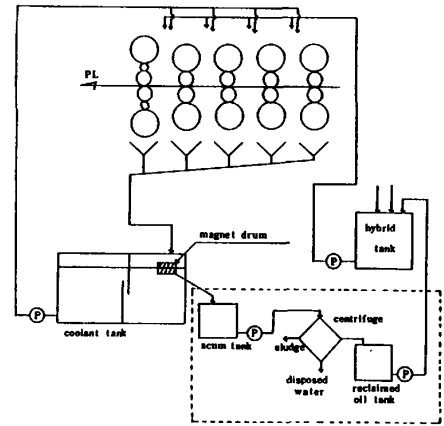 PL
magnet drum
hybrid
tank
P
P
coolant tank
scum tank
P
centrifuge
sludge
disposed
water
P
reclaimed
oil tank